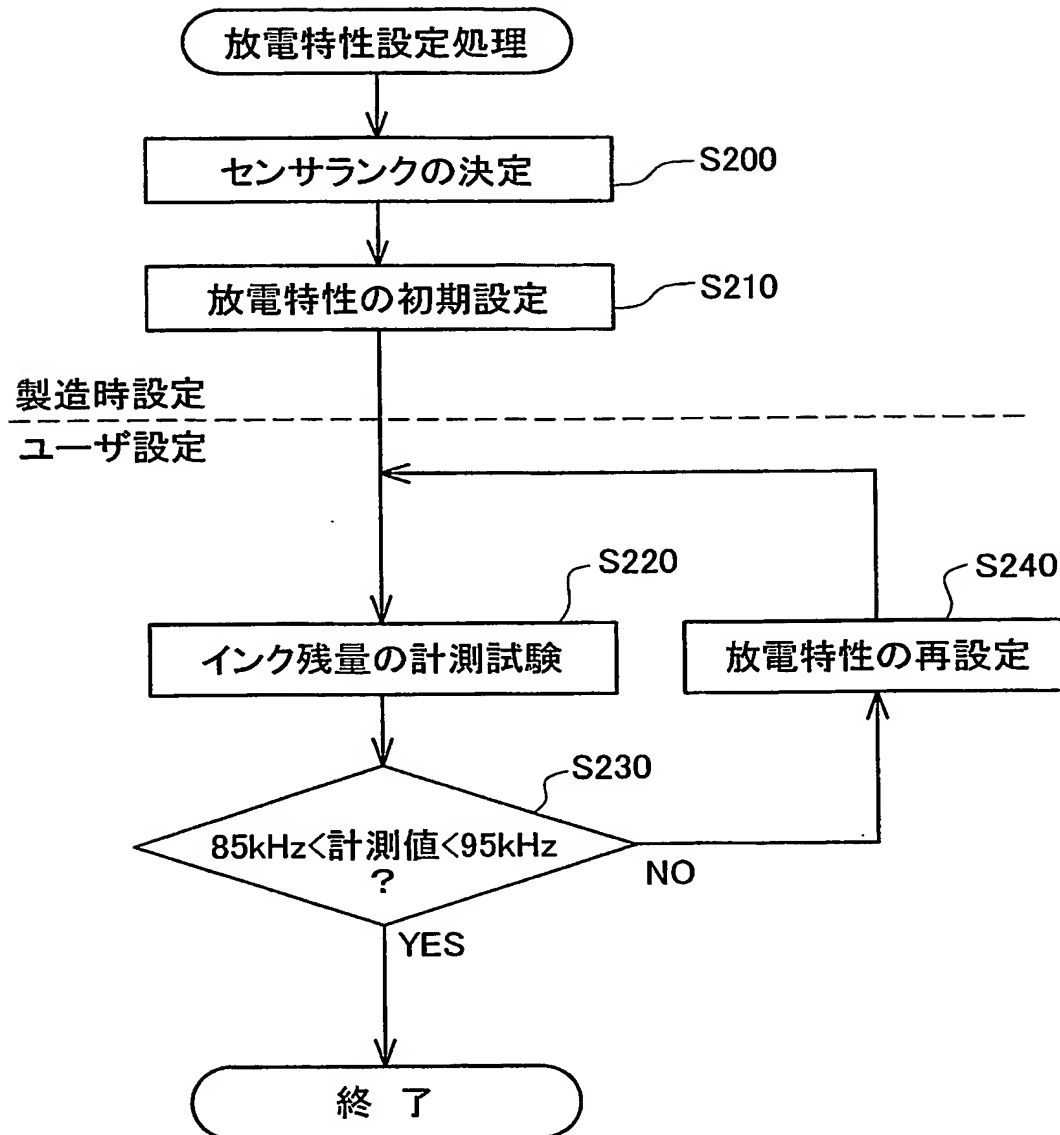 放電特性設定処理
センサランクの決定
S200
放電特性の初期設定
S210
製造時設定
ユーザ設定
S220
S240
インク残量の計測試験
放電特性の再設定
S230
85kHz<計測値<95kHz
?
NO
YES
終 了